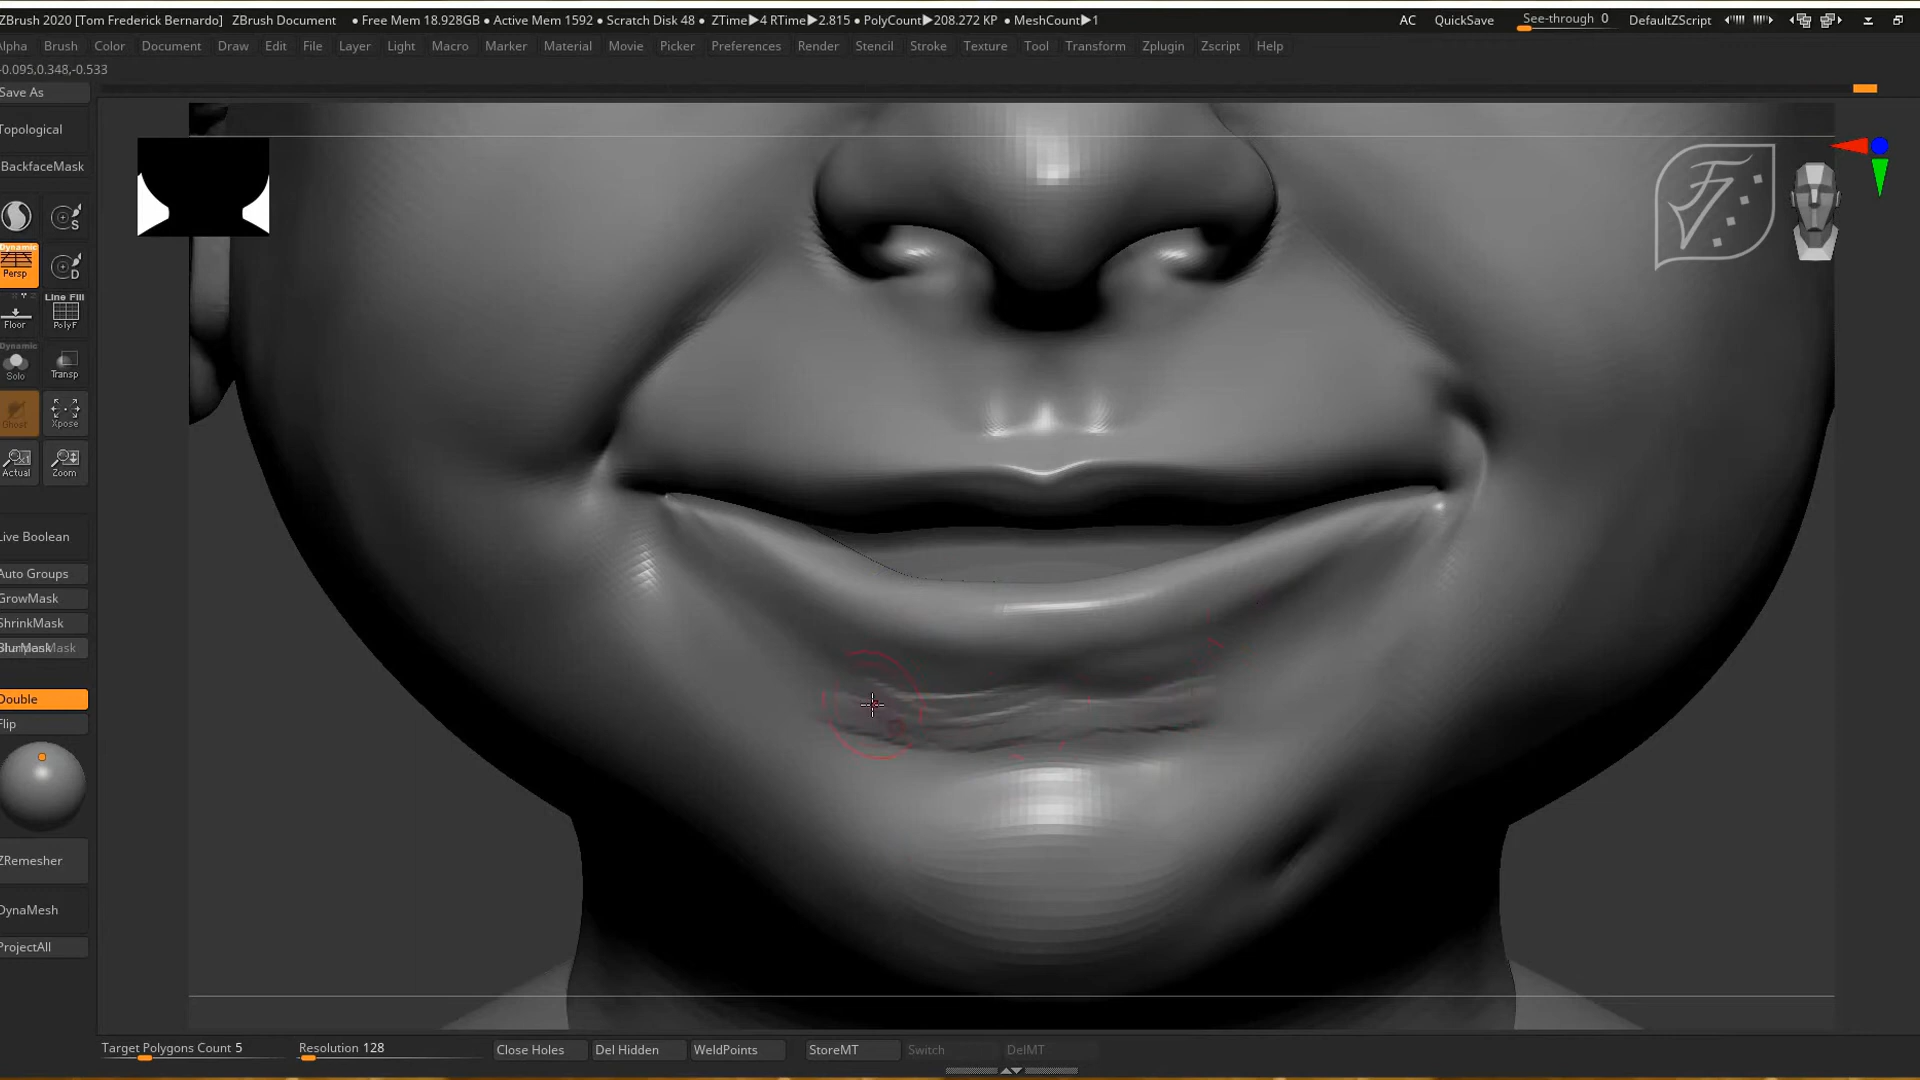 ZBrush 2020 [Tom Frederick Bernardo] ZBrush Document • Free Mem 18.928GB • Active Mem 1592 • Scratch Disk 48 • ZTime▶4 RTime▶2.815 • PolyCount▶208.272 KP • MeshCount▶1 AC QuickSave See-through 0 DefaultZScript
Alpha Brush Color Document Draw Edit File Layer Light Macro Marker Material Movie Picker Preferences Render Stencil Stroke Texture Tool Transform Zplugin Zscript Help
-0.095,0.348,-0.533
Save As
Topological
BackfaceMask
S
Dynamic
Persp
D
Line Fill
Floor
PolyF
Dynamic
Solo
Transp
Ghost
Xpose
Actual
Zoom
Live Boolean
Auto Groups
GrowMask
ShrinkMask
BlurMask
Double
Flip
ZRemesher
DynaMesh
ProjectAll
Target Polygons Count 5 Resolution 128 Close Holes Del Hidden WeldPoints StoreMT Switch DelMT